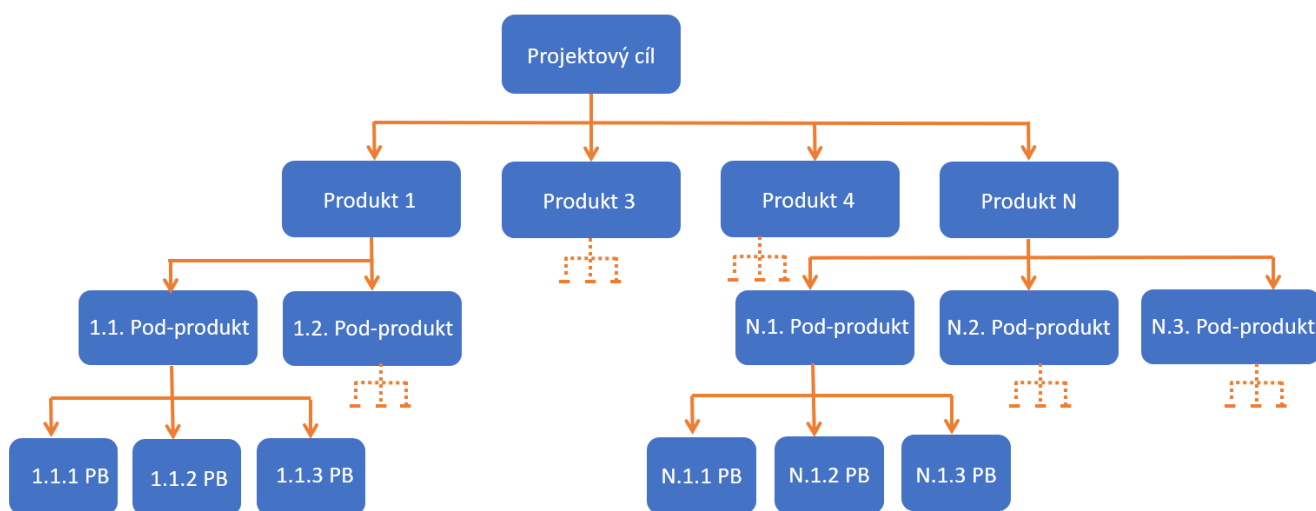 Projektový cíl
Produkt 1
Produkt 3
Produkt 4
Produkt N
1.1. Pod-produkt
1.2. Pod-produkt
N.1. Pod-produkt
N.2. Pod-produkt
N.3. Pod-produkt
1.1.1 PB
1.1.2 PB
1.1.3 PB
N.1.1 PB
N.1.2 PB
N.1.3 PB